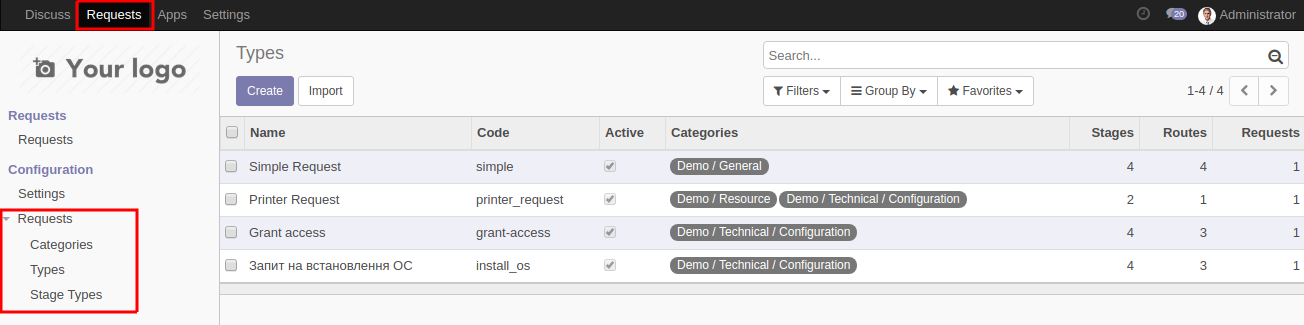 Discuss Requests Apps Settings 20 Administrator
Your logo
Requests
Requests
Configuration
Settings
Requests
Categories
Types
Stage Types
Types
Search...
Create Import
Filters Group By Favorites 1-4 / 4
Name Code Active Categories Stages Routes Requests
Simple Request simple Demo / General 4 4 1
Printer Request printer_request Demo / Resource Demo / Technical / Configuration 2 1 1
Grant access grant-access Demo / Technical / Configuration 4 3 1
Запит на встановлення ОС install_os Demo / Technical / Configuration 4 3 1